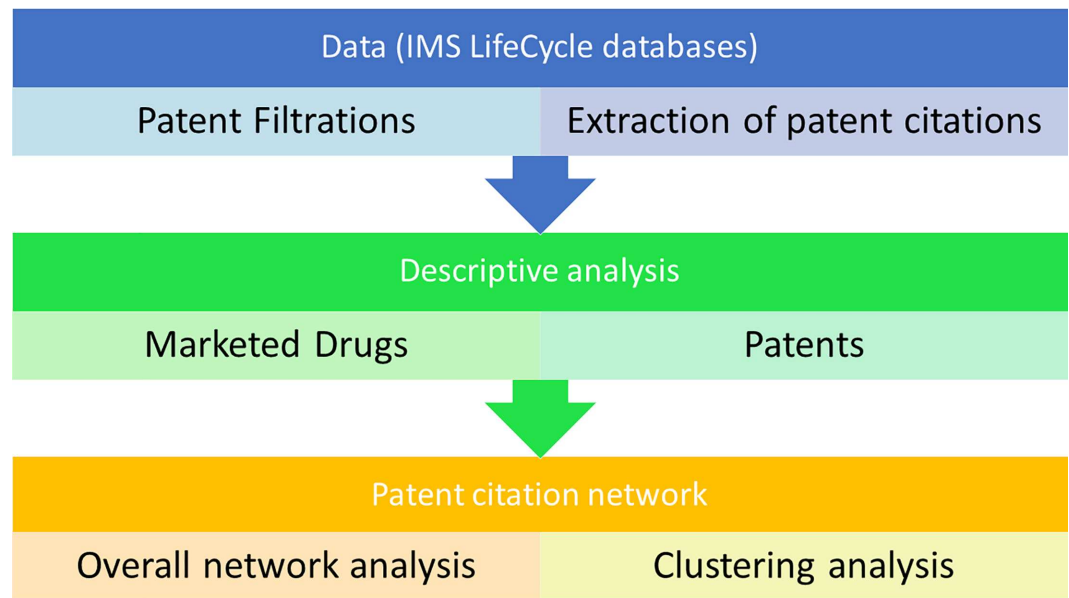 Data (IMS LifeCycle databases)
Patent Filtrations
Extraction of patent citations
Descriptive analysis
Marketed Drugs
Patents
Patent citation network
Overall network analysis
Clustering analysis